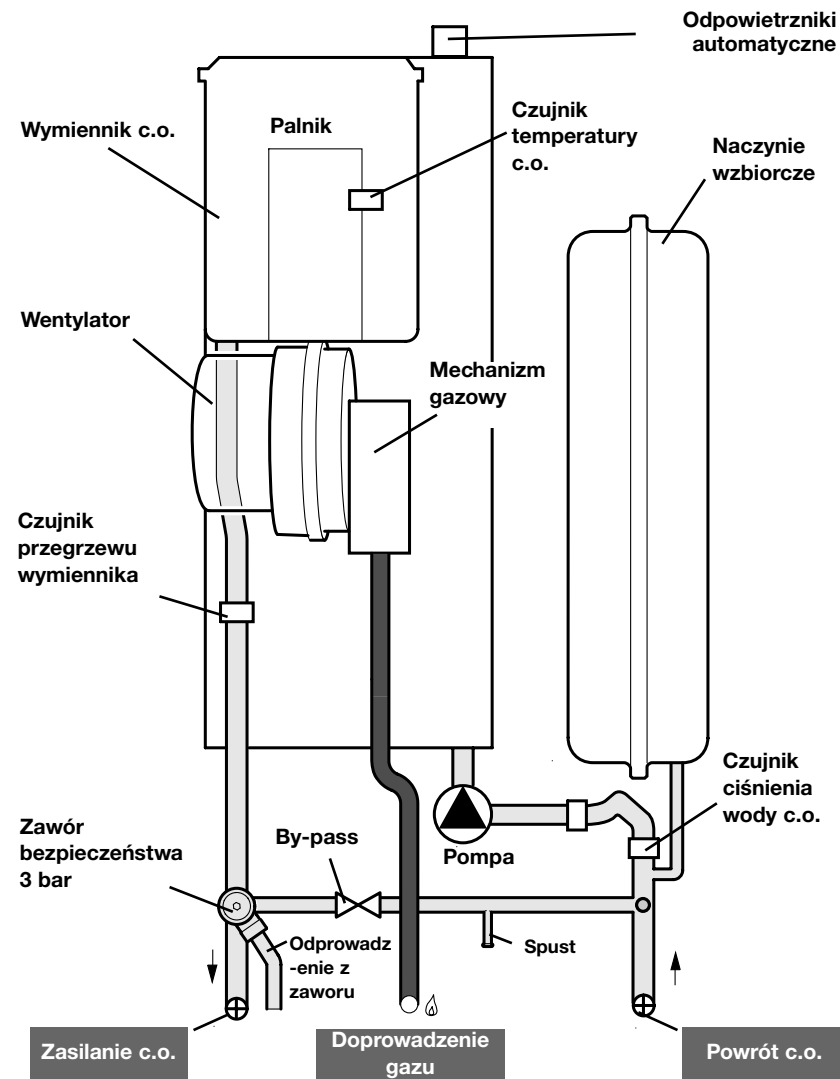 Odpowietrzniki
automatyczne
Wymiennik c.o.
Palnik
Czujnik
temperatury
c.o.
Naczynie
wzbiorcze
Wentylator
Mechanizm
gazowy
Czujnik
przegrzewu
wymiennika
Czujnik
ciśnienia
wody c.o.
Zawór
bezpieczeństwa
3 bar
By-pass
Pompa
Odprowadz
-enie z
zaworu
Spust
Zasilanie c.o.
Doprowadzenie
gazu
Powrót c.o.